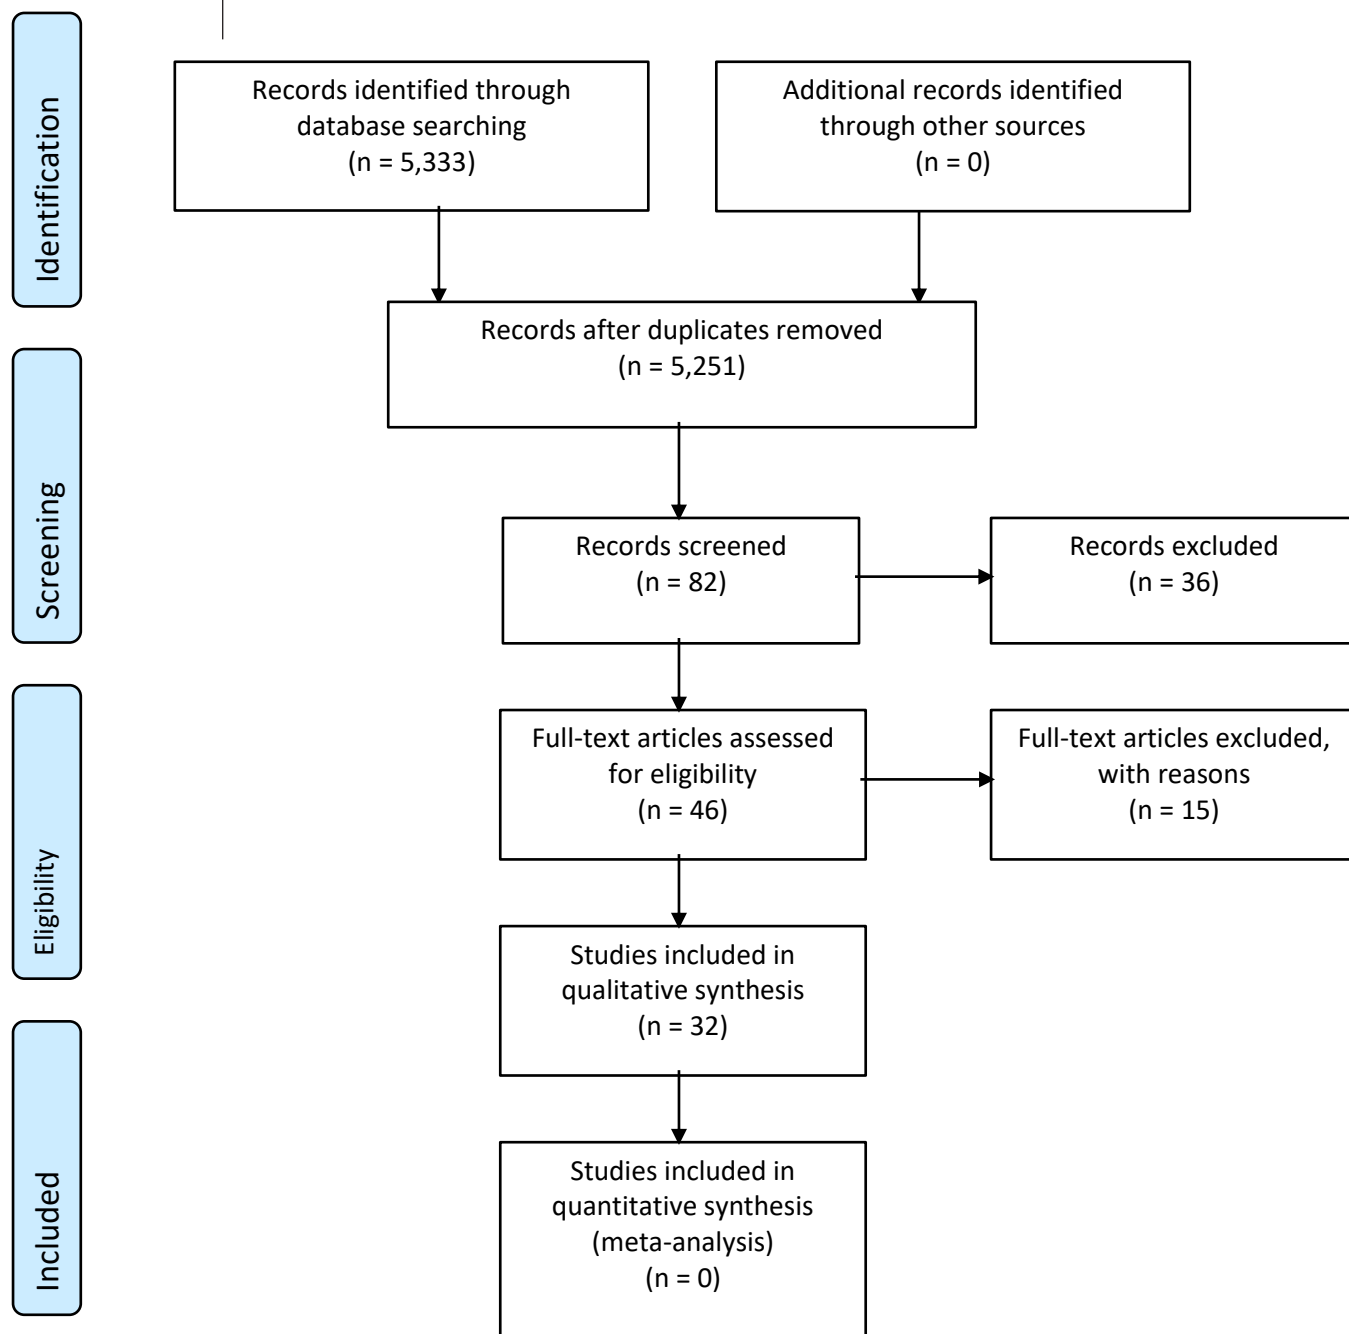 Identification
Records identified through
database searching
(n = 5,333)
Additional records identified
through other sources
(n = 0)
Records after duplicates removed
(n = 5,251)
Screening
Records screened
(n = 82)
Records excluded
(n = 36)
Eligibility
Full-text articles assessed
for eligibility
(n = 46)
Full-text articles excluded,
with reasons
(n = 15)
Studies included in
qualitative synthesis
(n = 32)
Included
Studies included in
quantitative synthesis
(meta-analysis)
(n = 0)